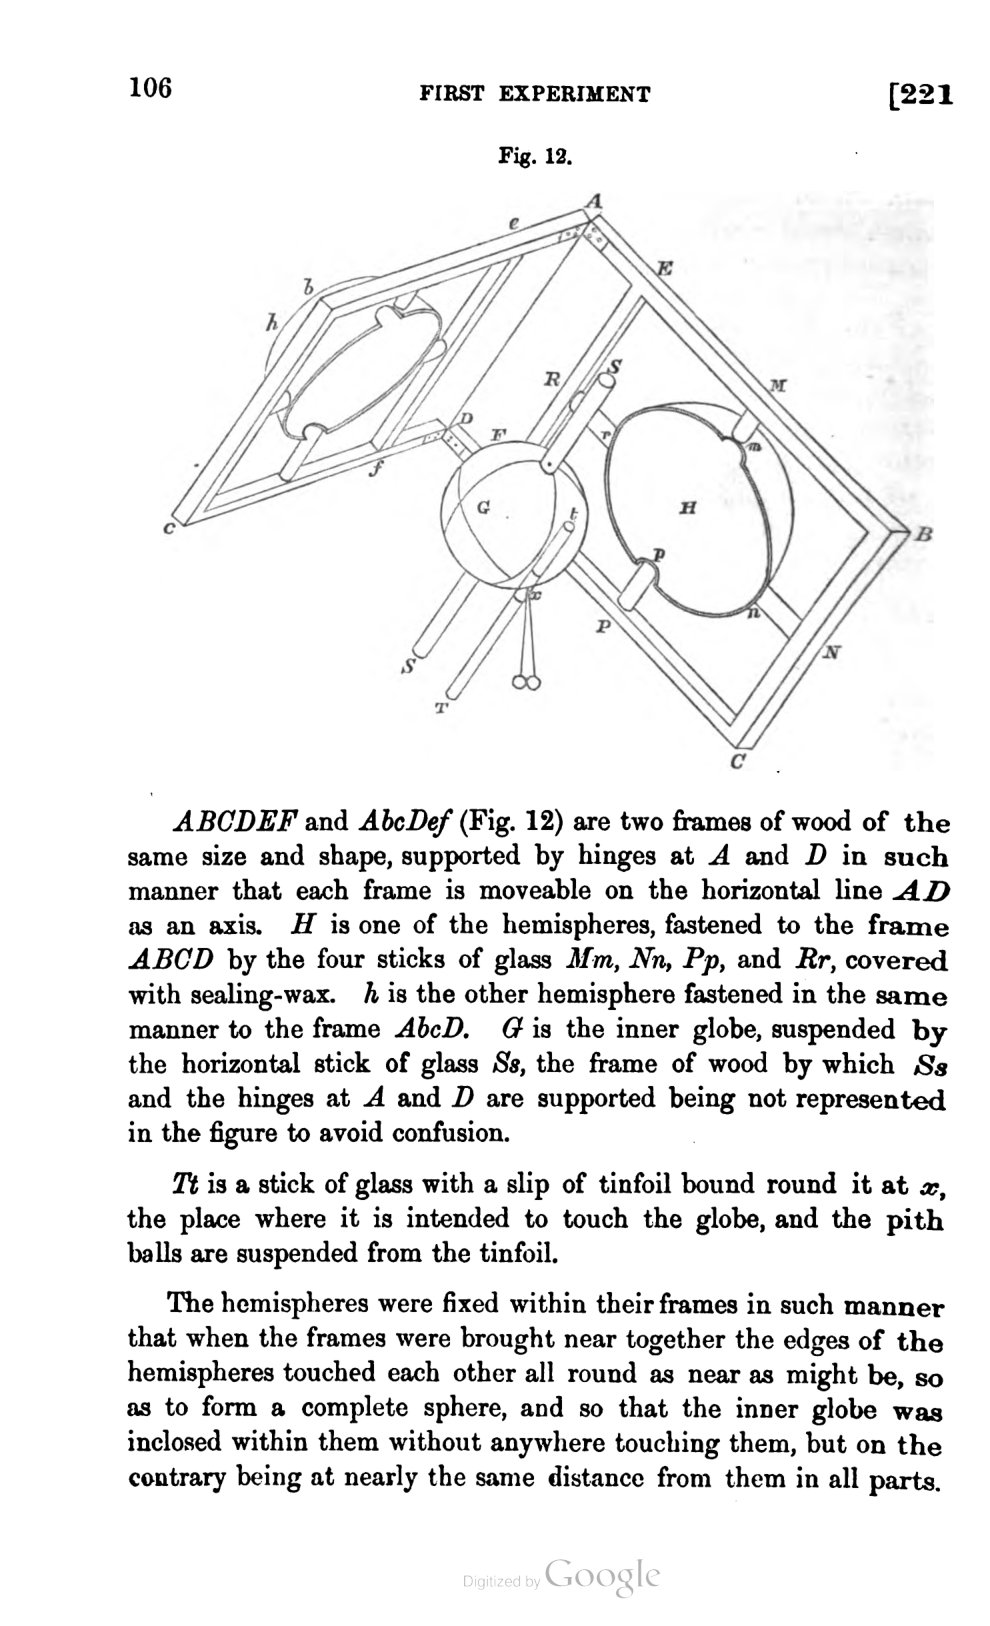 106
FIRST EXPERIMENT
[221
Fig. 12.
A
e
E
b
h
M
R
S
D
F
r
m
f
G
t
H
c
B
p
x
n
P
N
S
T
C
ABCDEF and AbcDef (Fig. 12) are two frames of wood of the
same size and shape, supported by hinges at A and D in such
manner that each frame is moveable on the horizontal line AD
as an axis. H is one of the hemispheres, fastened to the frame
ABCD by the four sticks of glass Mm, Nn, Pp, and Rr, covered
with sealing-wax. h is the other hemisphere fastened in the same
manner to the frame AbcD. G is the inner globe, suspended by
the horizontal stick of glass Ss, the frame of wood by which Ss
and the hinges at A and D are supported being not represented
in the figure to avoid confusion.
Tt is a stick of glass with a slip of tinfoil bound round it at x,
the place where it is intended to touch the globe, and the pith
balls are suspended from the tinfoil.
The hemispheres were fixed within their frames in such manner
that when the frames were brought near together the edges of the
hemispheres touched each other all round as near as might be, so
as to form a complete sphere, and so that the inner globe was
inclosed within them without anywhere touching them, but on the
contrary being at nearly the same distance from them in all parts.
Digitized by Google